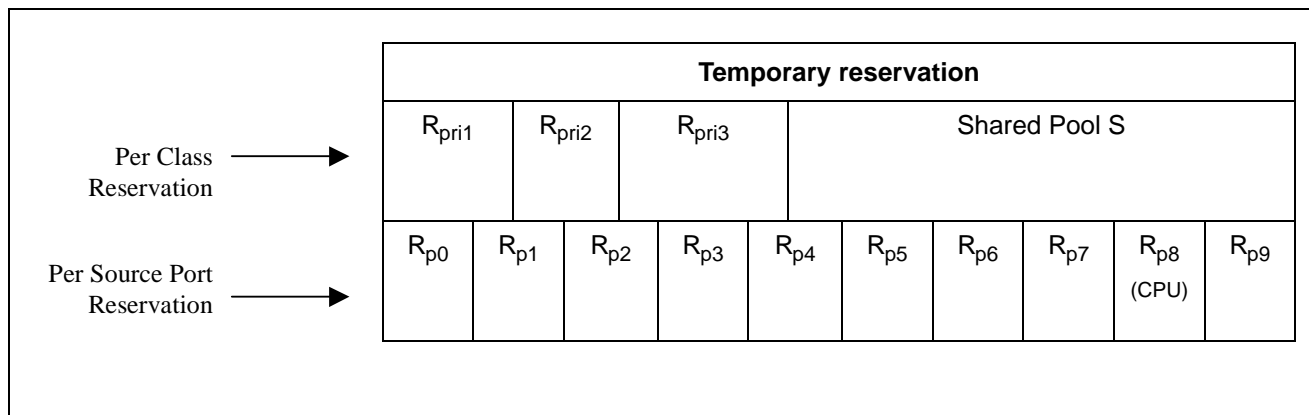 Temporary reservation
Per Class
Reservation
Rpri1 Rpri2 Rpri3 Shared Pool S
Per Source Port
Reservation
Rp0 Rp1 Rp2 Rp3 Rp4 Rp5 Rp6 Rp7 Rp8 Rp9
(CPU)